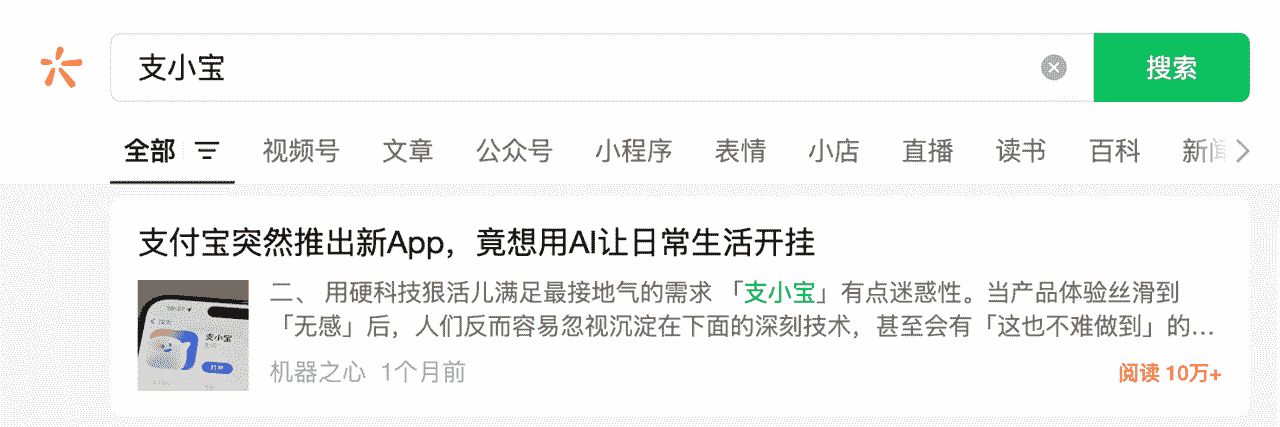 支小宝
搜索
全部 视频号 文章 公众号 小程序 表情 小店 直播 读书 百科 新闻
支付宝突然推出新App，竟想用AI让日常生活开挂
二、 用硬科技狠活儿满足最接地气的需求 「支小宝」有点迷惑性。当产品体验丝滑到
「无感」后，人们反而容易忽视沉淀在下面的深刻技术，甚至会有「这也不难做到」的...
支小宝
机器之心 1个月前
阅读 10万+